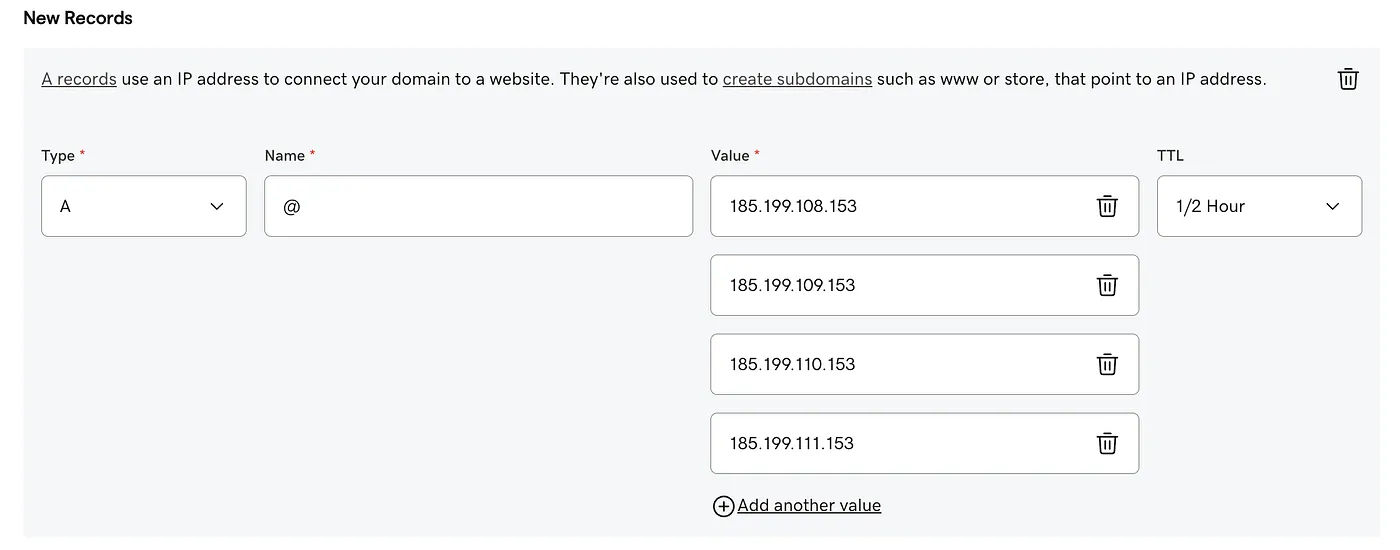 New Records
A records use an IP address to connect your domain to a website. They're also used to create subdomains such as www or store, that point to an IP address.
Type * Name * Value * TTL
A @ 185.199.108.153 1/2 Hour
185.199.109.153
185.199.110.153
185.199.111.153
Add another value